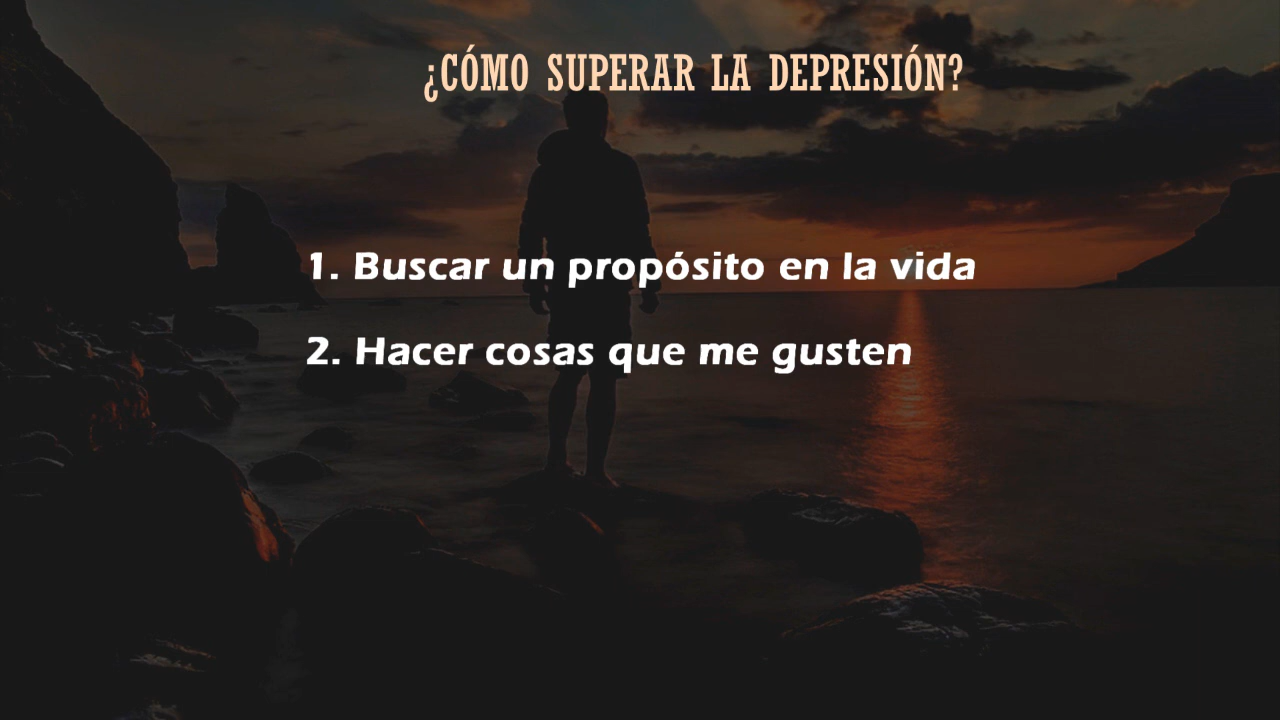 ¿CÓMO SUPERAR LA DEPRESIÓN?
1. Buscar un propósito en la vida
2. Hacer cosas que me gusten